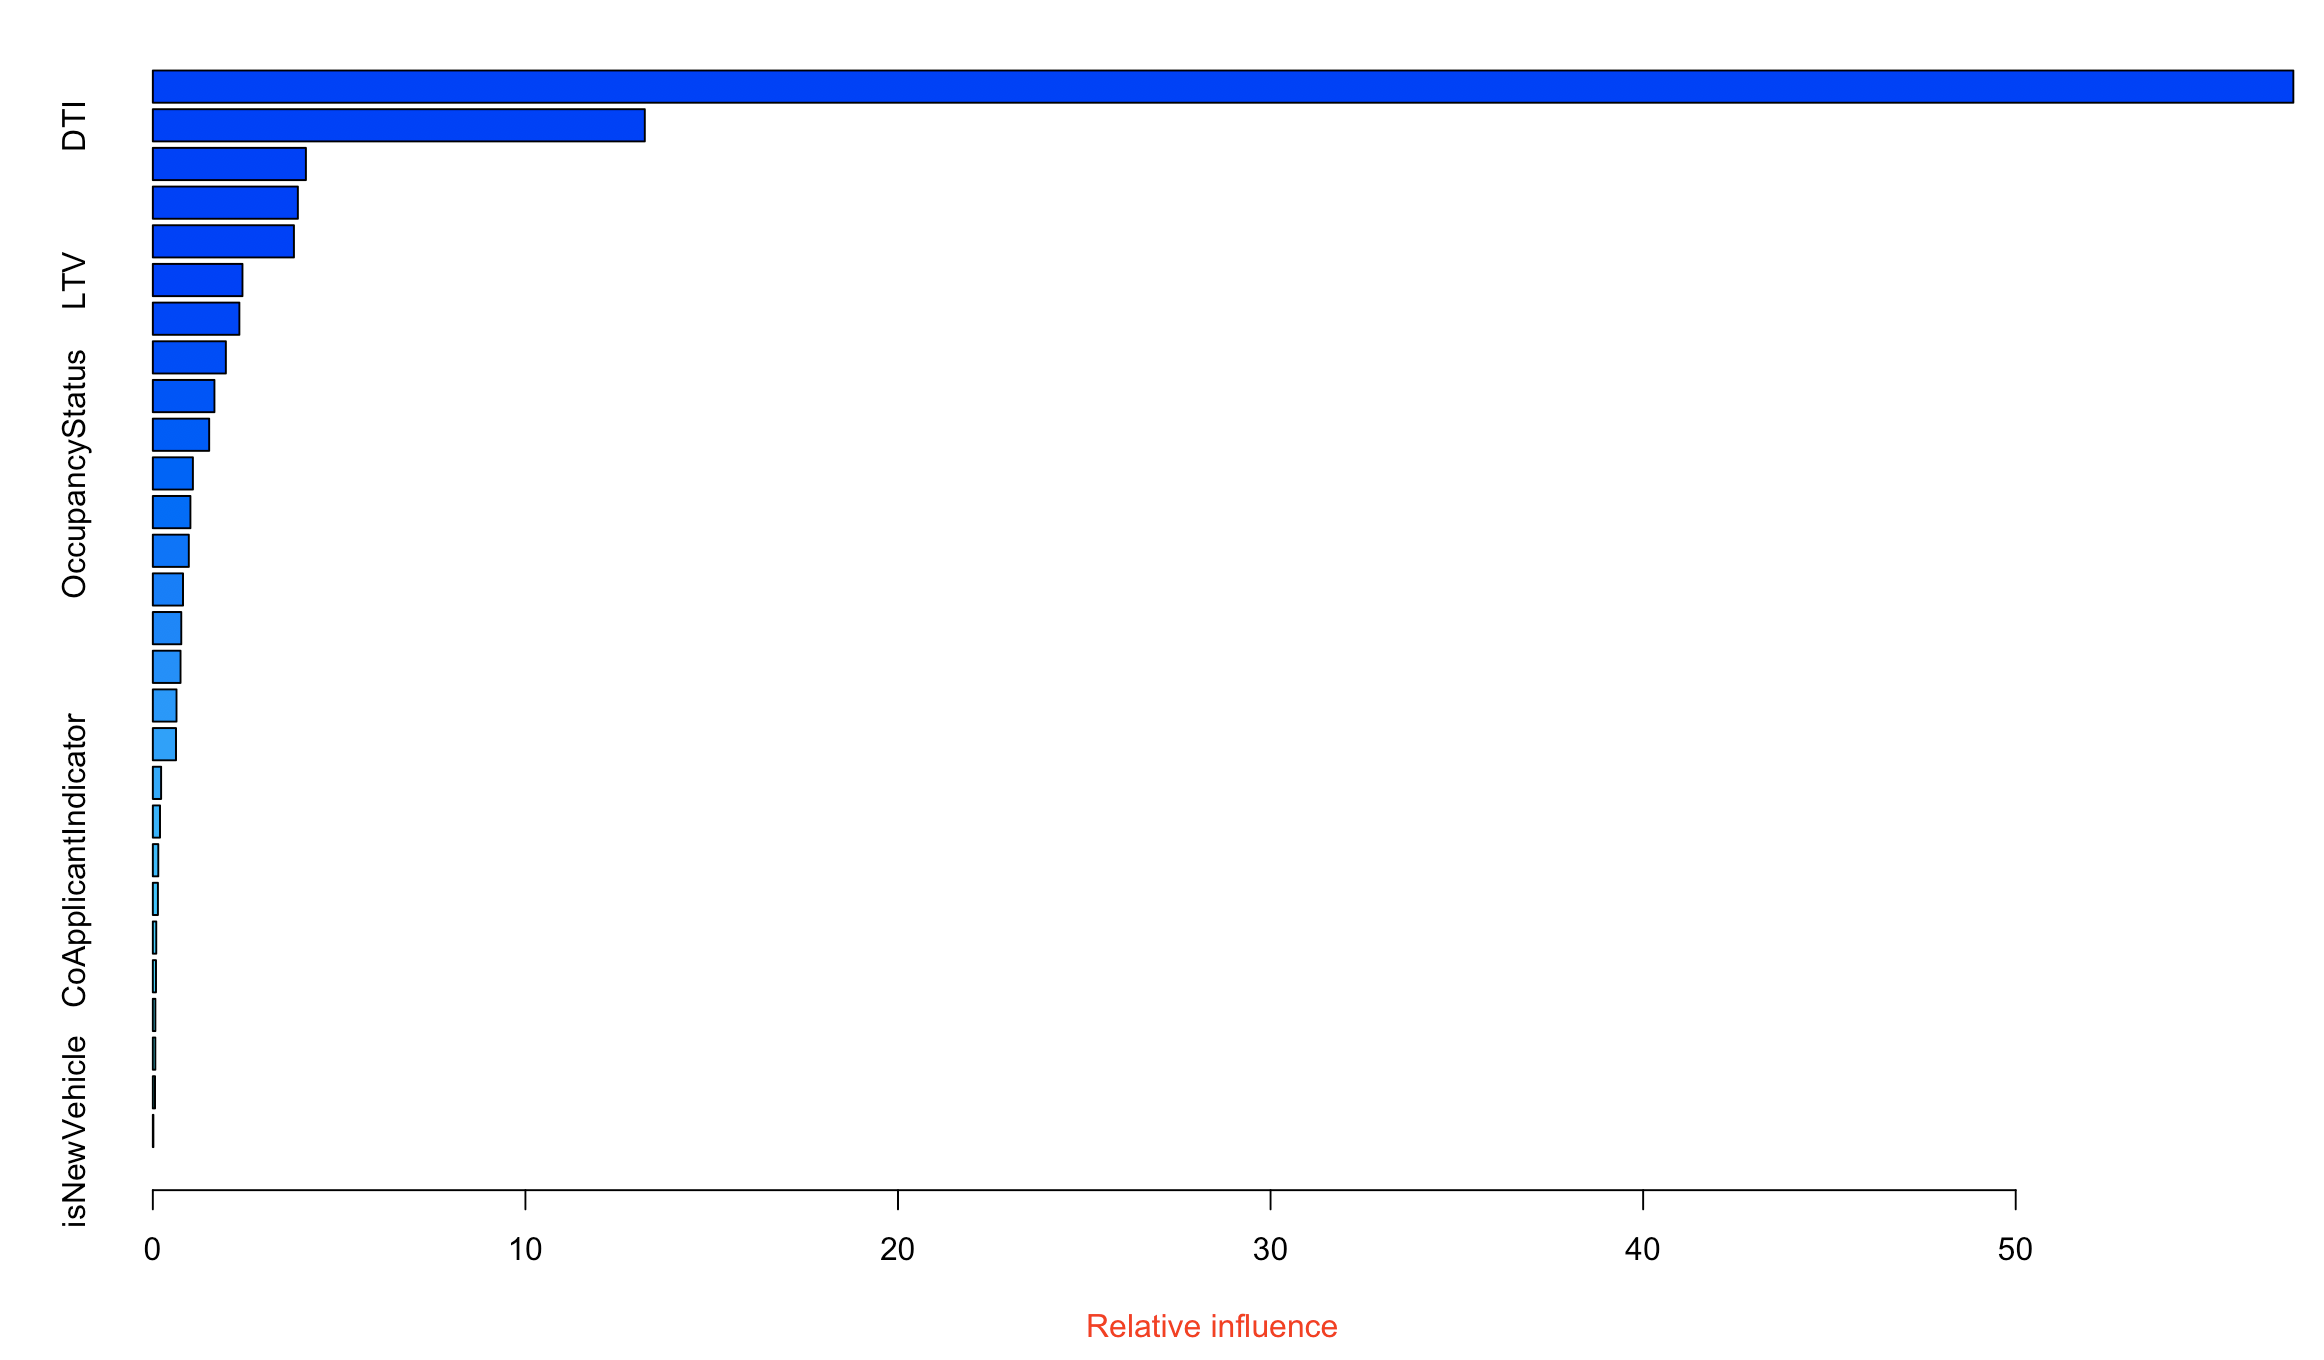 DTI
LTV
OccupancyStatus
CoApplicantIndicator
isNewVehicle
0 10 20 30 40 50
Relative influence